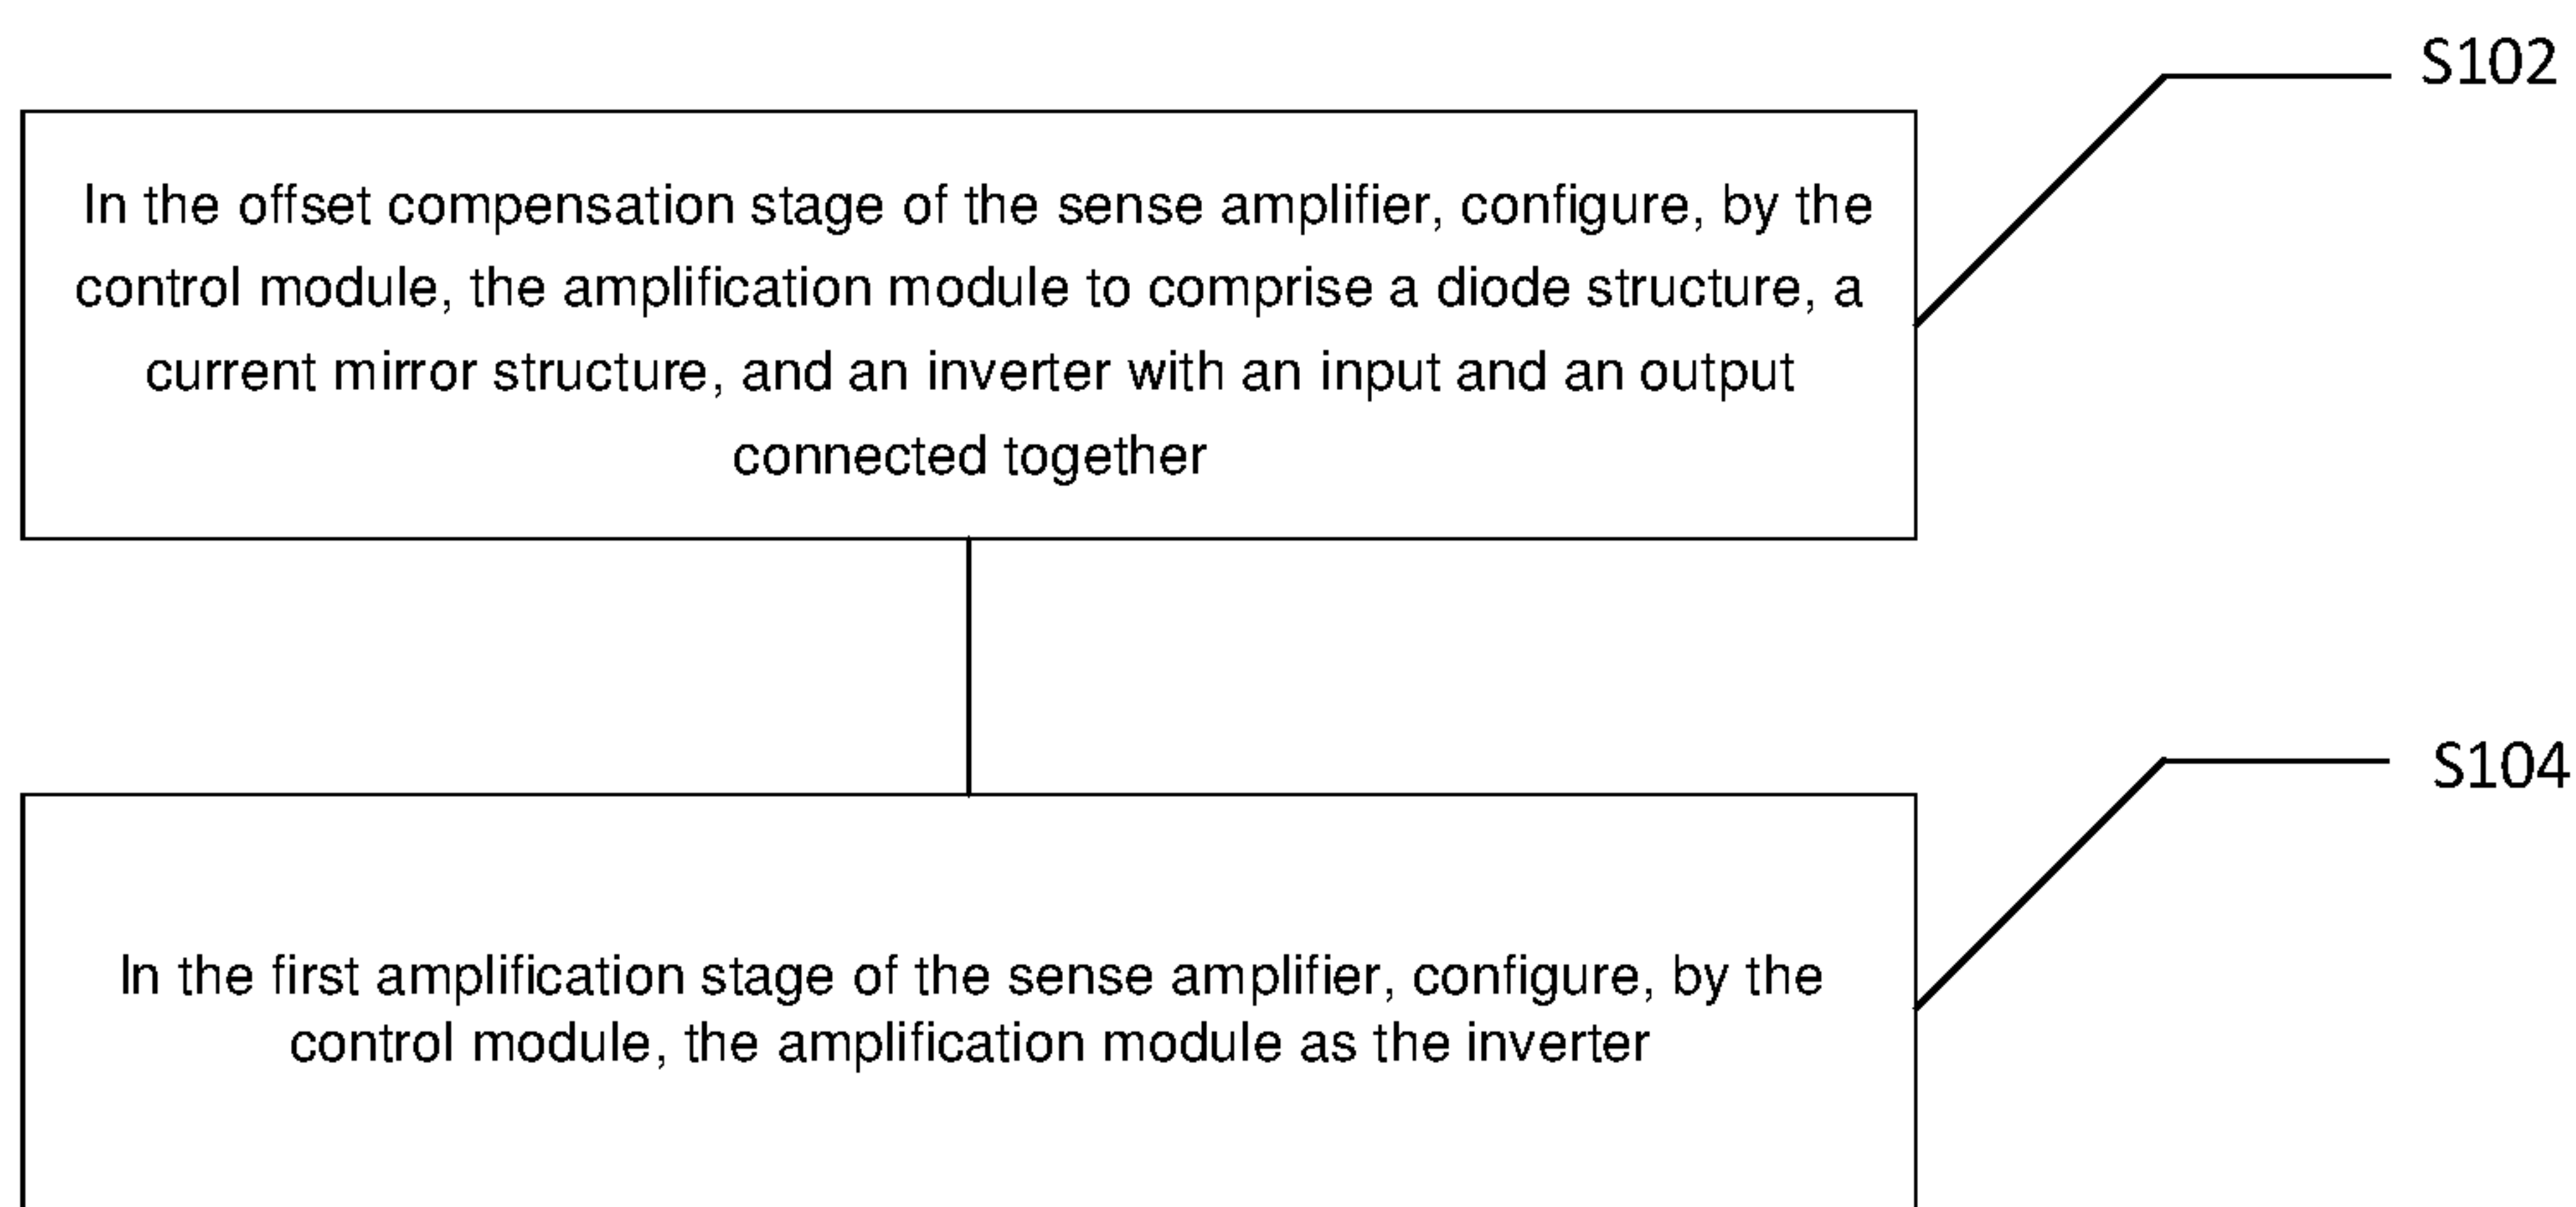 S102
In the offset compensation stage of the sense amplifier, configure, by the
control module, the amplification module to comprise a diode structure, a
current mirror structure, and an inverter with an input and an output
connected together
S104
In the first amplification stage of the sense amplifier, configure, by the
control module, the amplification module as the inverter